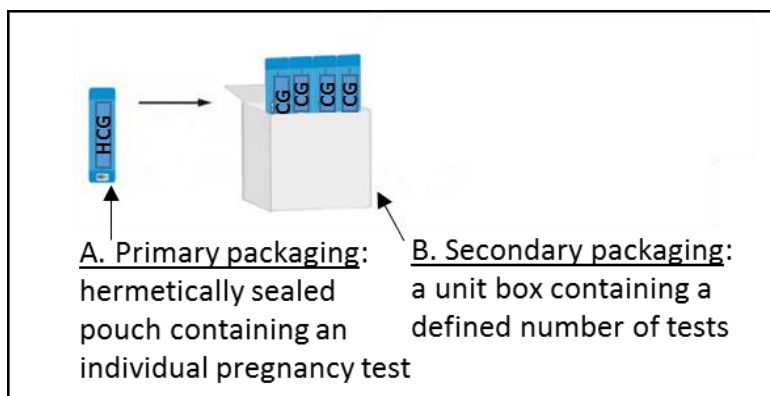 HCG
CG CG CG CG
A. Primary packaging:
hermetically sealed
pouch containing an
individual pregnancy test
B. Secondary packaging:
a unit box containing a
defined number of tests